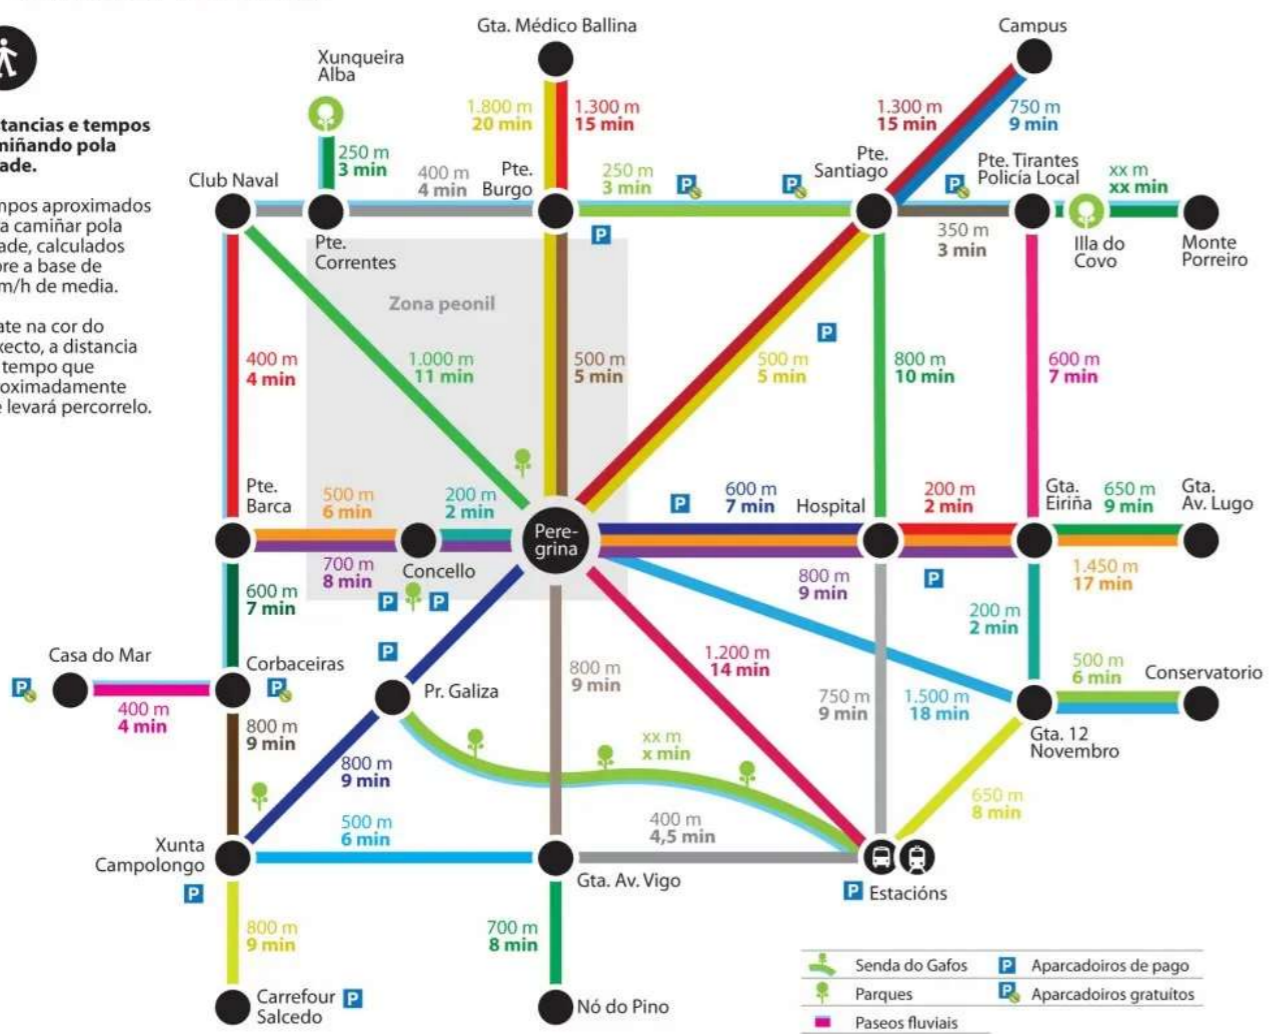 Gta. Médico Ballina
Campus
Xunqueira
Alba
tancias e tempos
miñando pola
ade.
mpos aproximados
a camiñar pola
ade, calculados
re a base de
m/h de media.
ate na cor do
xecto, a distancia
tempo que
oximadamente
e levará percorrelo.
1.800 m
20 min
1.300 m
15 min
1.300 m
15 min
750 m
9 min
250 m
3 min
400 m
4 min
Pte.
Burgo
250 m
3 min
P
P
Pte.
Santiago
P
Pte. Tirantes
Policía Local
xx m
xx min
Club Naval
Pte.
Correntes
P
350 m
3 min
Illa do
Covo
Monte
Porreiro
Zona peonil
P
400 m
4 min
1.000 m
11 min
500 m
5 min
500 m
5 min
800 m
10 min
600 m
7 min
Pte.
Barca
500 m
6 min
200 m
2 min
P
600 m
7 min
Hospital
200 m
2 min
Gta.
Eiriña
650 m
9 min
Gta.
Av. Lugo
Pere-
grina
700 m
8 min
Concello
P
P
800 m
9 min
P
1.450 m
17 min
600 m
7 min
200 m
2 min
Casa do Mar
P
Corbaceiras
P
P
400 m
4 min
Pr. Galiza
800 m
9 min
1.200 m
14 min
500 m
6 min
Conservatorio
800 m
9 min
750 m
9 min
1.500 m
18 min
Gta. 12
Novembro
xx m
x min
800 m
9 min
650 m
8 min
500 m
6 min
400 m
4,5 min
Xunta
Campolongo
P
Gta. Av. Vigo
P Estacións
800 m
9 min
700 m
8 min
Carrefour P
Salcedo
Nó do Pino
Senda do Gafos
P Aparcadoiros de pago
Parques
P Aparcadoiros gratuítos
Paseos fluviais